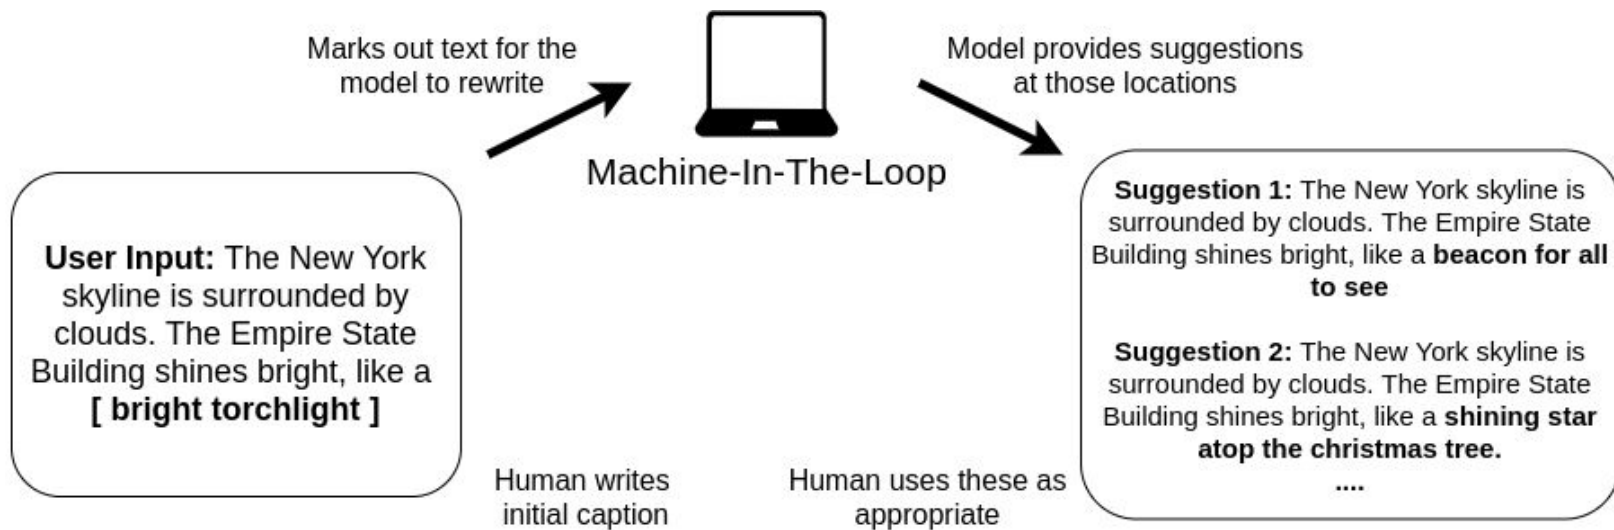 Marks out text for the
model to rewrite
Model provides suggestions
at those locations
Machine-In-The-Loop
User Input: The New York
skyline is surrounded by
clouds. The Empire State
Building shines bright, like a
[ bright torchlight ]
Suggestion 1: The New York skyline is
surrounded by clouds. The Empire State
Building shines bright, like a beacon for all
to see
Suggestion 2: The New York skyline is
surrounded by clouds. The Empire State
Building shines bright, like a shining star
atop the christmas tree.
....
Human writes
initial caption
Human uses these as
appropriate